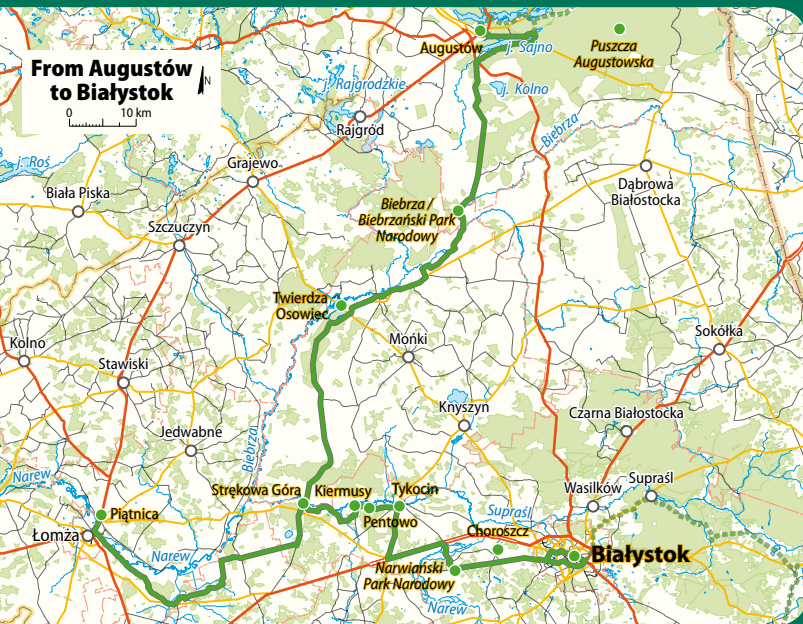 From Augustów
to Białystok
N
0 10 km
Augustów
j. Sajno
Puszcza
Augustowska
j. Kolno
j. Rajgrodzkie
Rajgród
Biebrza
j. Roś
Grajewo
Biała Piska
Dąbrowa
Białostocka
Szczuczyn
Biebrza /
Biebrzański Park
Narodowy
Twierdza
Osowiec
Kolno
Mońki
Sokółka
Stawiski
Knyszyn
Czarna Białostocka
Jedwabne
Biebrza
Narew
Strękowa Góra
Kiermusy
Tykocin
Wasilków
Supraśl
Piątnica
Pentowo
Supraśl
Łomża
Choroszcz
Narew
Białystok
Narwiański
Park Narodowy
Narew